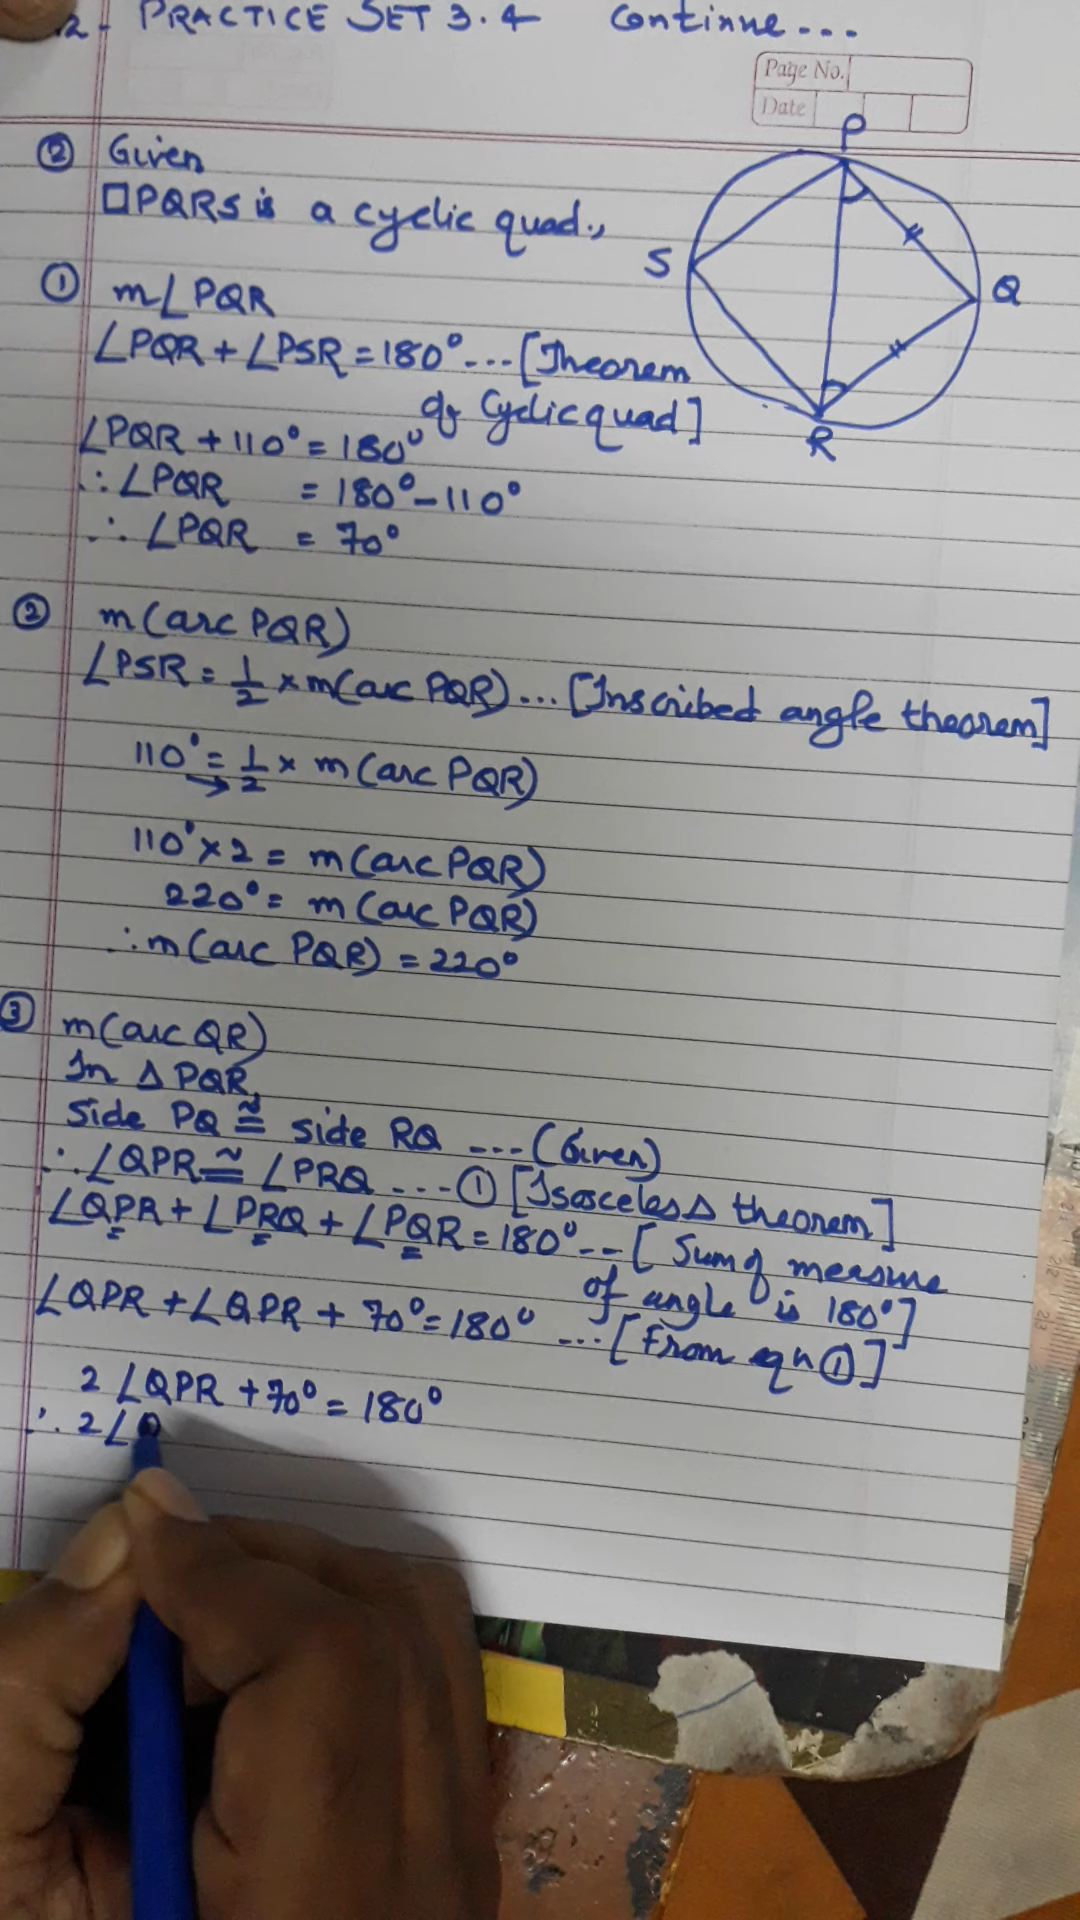 PRACTICE SET 3.4 Continue...
Page No.
Date
② Given
□PQRS is a cyclic quad.,
P
S
Q
R
① m∠PQR
∠PQR + ∠PSR = 180° ... [Theorem
of Cyclic quad]
∠PQR + 110° = 180°
∴ ∠PQR = 180° - 110°
∴ ∠PQR = 70°
② m(arc PQR)
∠PSR = 1/2 × m(arc PQR) ... [Inscribed angle theorem]
110° = 1/2 × m(arc PQR)
110° × 2 = m(arc PQR)
220° = m(arc PQR)
∴ m(arc PQR) = 220°
③ m(arc QR)
In Δ PQR,
Side PQ ≅ side RQ ... (Given)
∴ ∠QPR ≅ ∠PRQ ... ① [Isosceles Δ theorem]
∠QPR + ∠PRQ + ∠PQR = 180° ... [Sum of measure
of angle is 180°]
∠QPR + ∠QPR + 70° = 180° ... [From eqn ①]
2 ∠QPR + 70° = 180°
∴ 2∠